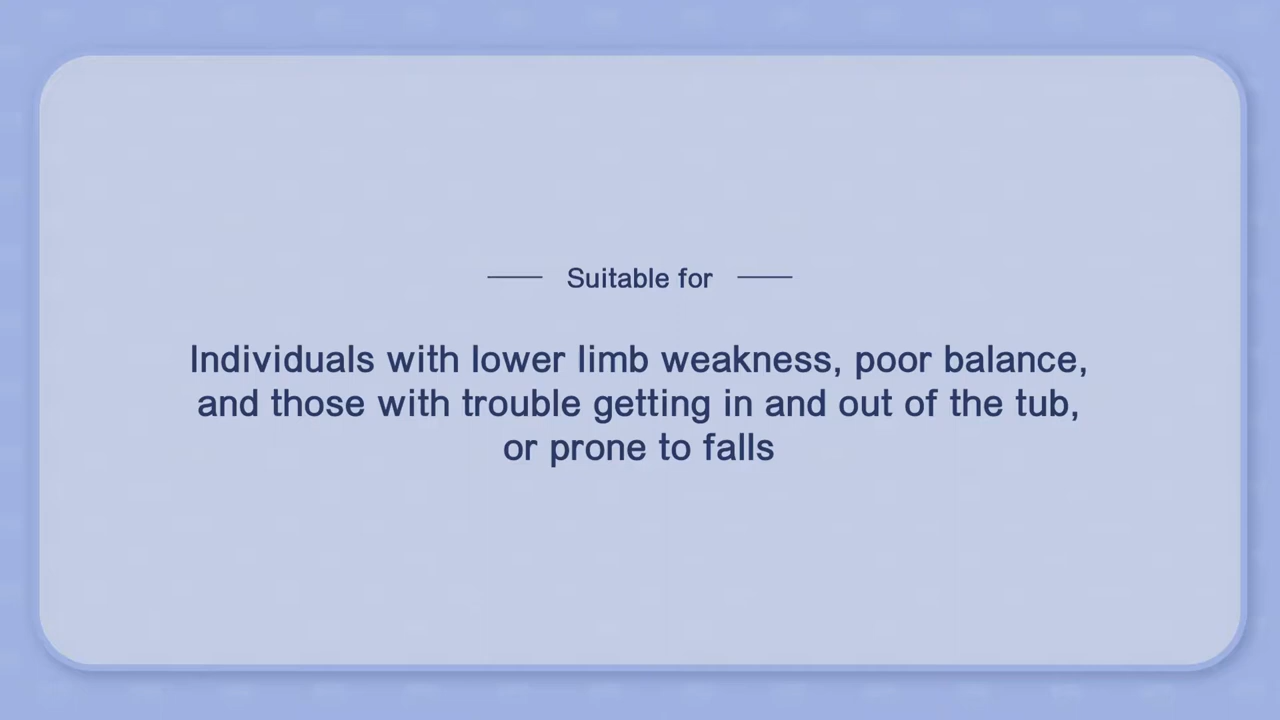 Suitable for
Individuals with lower limb weakness, poor balance,
and those with trouble getting in and out of the tub,
or prone to falls